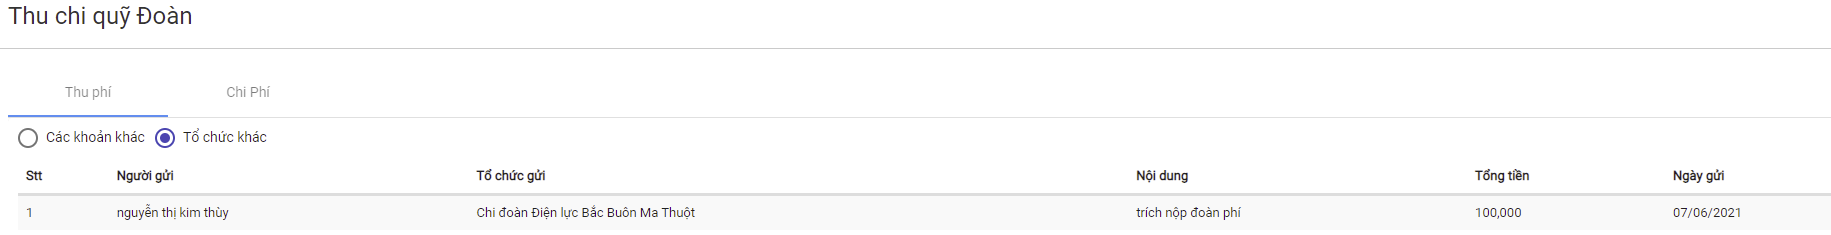 Thu chi quỹ Đoàn
Thu phí Chi Phí
Các khoản khác Tổ chức khác
Stt Người gửi Tổ chức gửi Nội dung Tổng tiền Ngày gửi
1 nguyễn thị kim thùy Chi đoàn Điện lực Bắc Buôn Ma Thuột trích nộp đoàn phí 100,000 07/06/2021